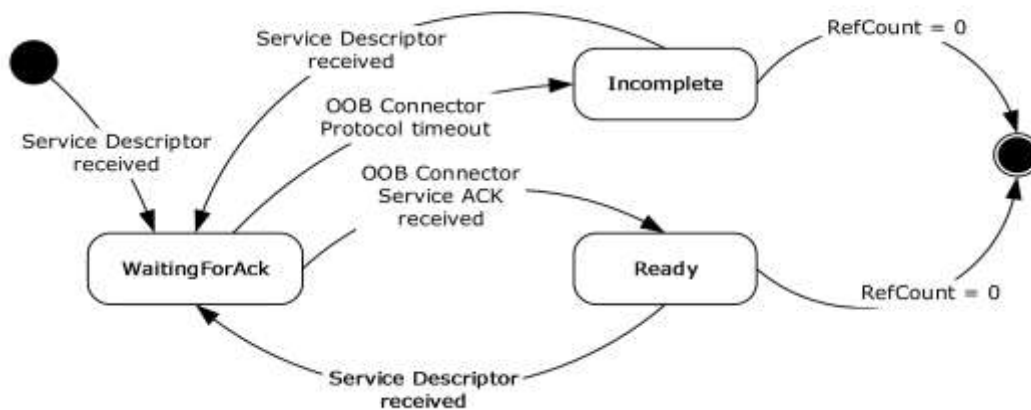 Service Descriptor
received
RefCount = 0
Incomplete
OOB Connector
Protocol timeout
Service Descriptor
received
OOB Connector
Service ACK
received
WaitingForAck
Ready
RefCount = 0
Service Descriptor
received